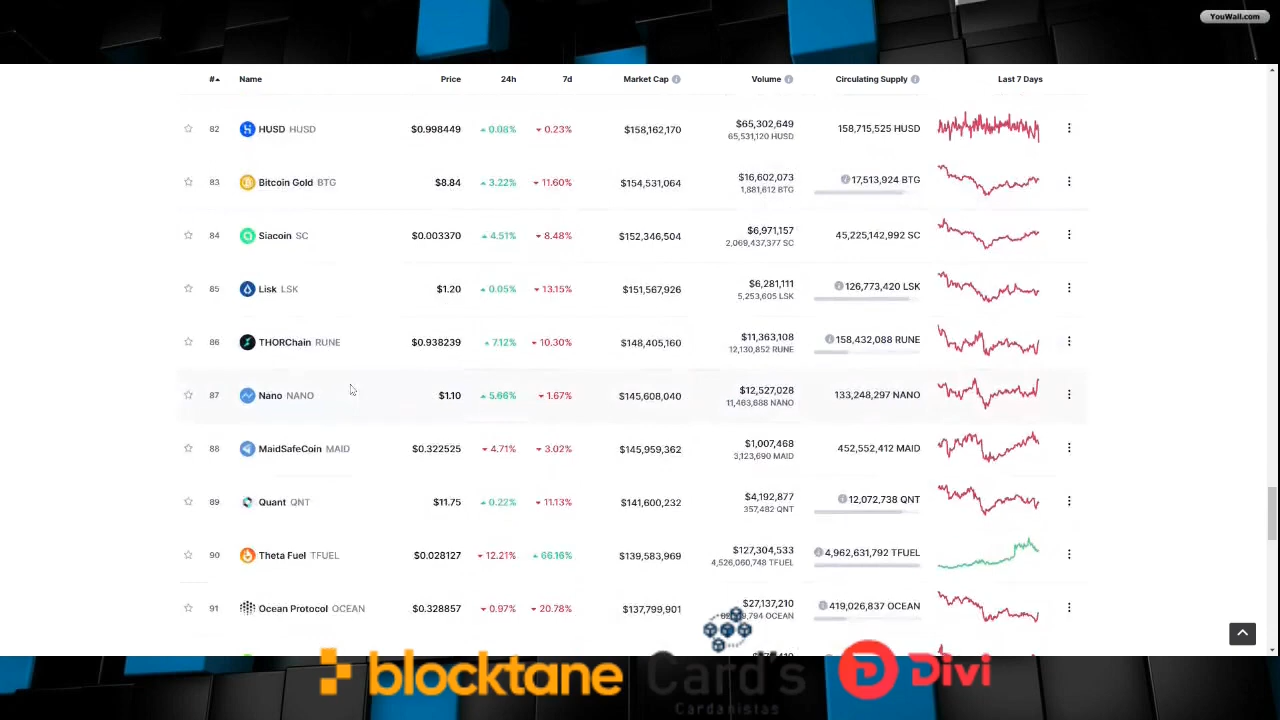 YouWall.com
# Name Price 24h 7d Market Cap Volume Circulating Supply Last 7 Days
82 HUSD HUSD $0.998449 0.08% 0.23% $158,162,170 $65,302,649 158,715,525 HUSD
65,531,120 HUSD
83 Bitcoin Gold BTG $8.84 3.22% 11.60% $154,531,064 $16,602,073 17,513,924 BTG
1,881,612 BTG
84 Siacoin SC $0.003370 4.51% 8.48% $152,346,504 $6,971,157 45,225,142,992 SC
2,069,437,377 SC
85 Lisk LSK $1.20 0.05% 13.15% $151,567,926 $6,281,111 126,773,420 LSK
5,253,605 LSK
86 THORChain RUNE $0.938239 7.12% 10.30% $148,405,160 $11,363,108 158,432,088 RUNE
12,130,852 RUNE
87 Nano NANO $1.10 5.66% 1.67% $145,608,040 $12,527,028 133,248,297 NANO
11,463,688 NANO
88 MaidSafeCoin MAID $0.322525 4.71% 3.02% $145,959,362 $1,007,468 452,552,412 MAID
3,123,690 MAID
89 Quant QNT $11.75 0.22% 11.13% $141,600,232 $4,192,877 12,072,738 QNT
357,482 QNT
90 Theta Fuel TFUEL $0.028127 12.21% 66.16% $139,583,969 $127,304,533 4,962,631,792 TFUEL
4,526,060,748 TFUEL
91 Ocean Protocol OCEAN $0.328857 0.97% 20.78% $137,799,901 $27,137,210 419,026,837 OCEAN
OCEAN
blocktane Card's Divi
Cardanistas